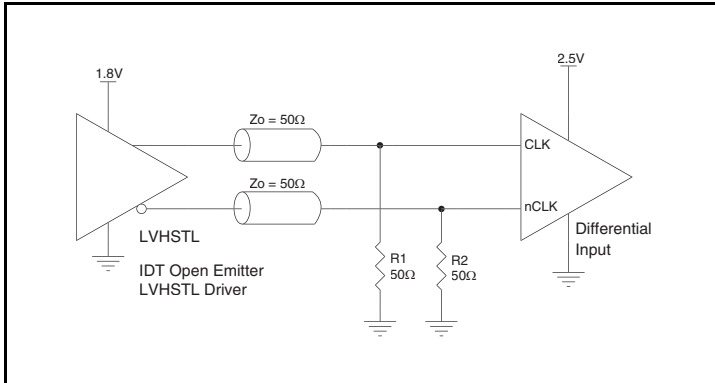 1.8V
2.5V
Zo = 50Ω
CLK
Zo = 50Ω
nCLK
LVHSTL
IDT Open Emitter
LVHSTL Driver
R1
50Ω
R2
50Ω
Differential
Input